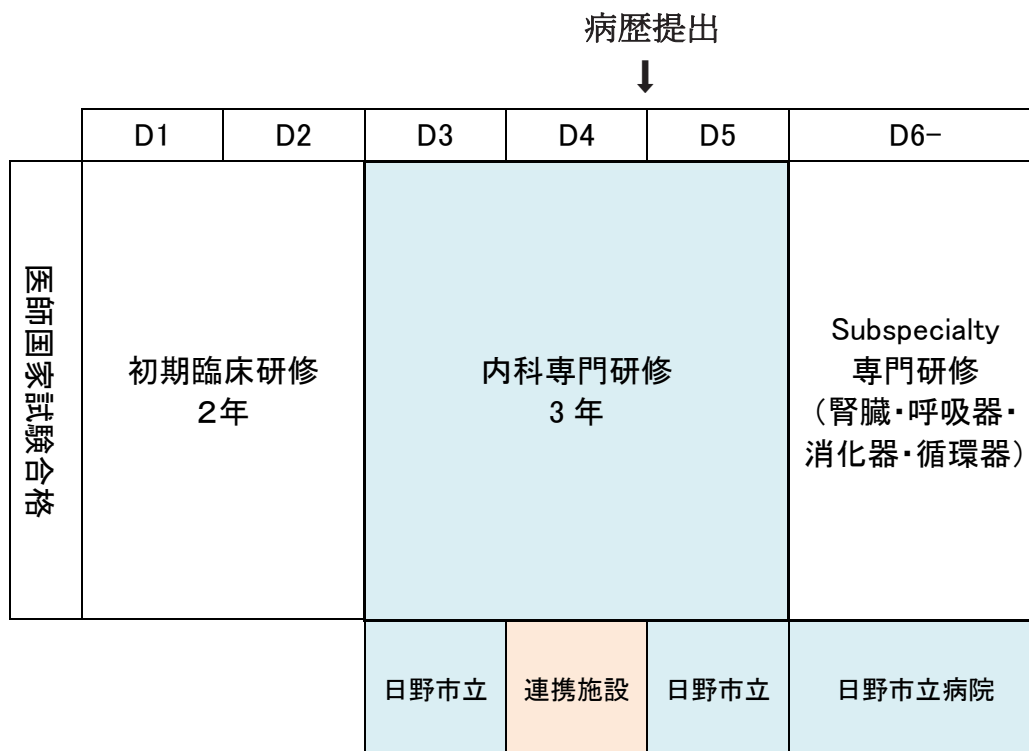 病歴提出
D1
D2
D3
D4
D5
D6-
医師国家試験合格
初期臨床研修
２年
内科専門研修
３年
Subspecialty
専門研修
（腎臓・呼吸器・
消化器・循環器）
日野市立
連携施設
日野市立
日野市立病院